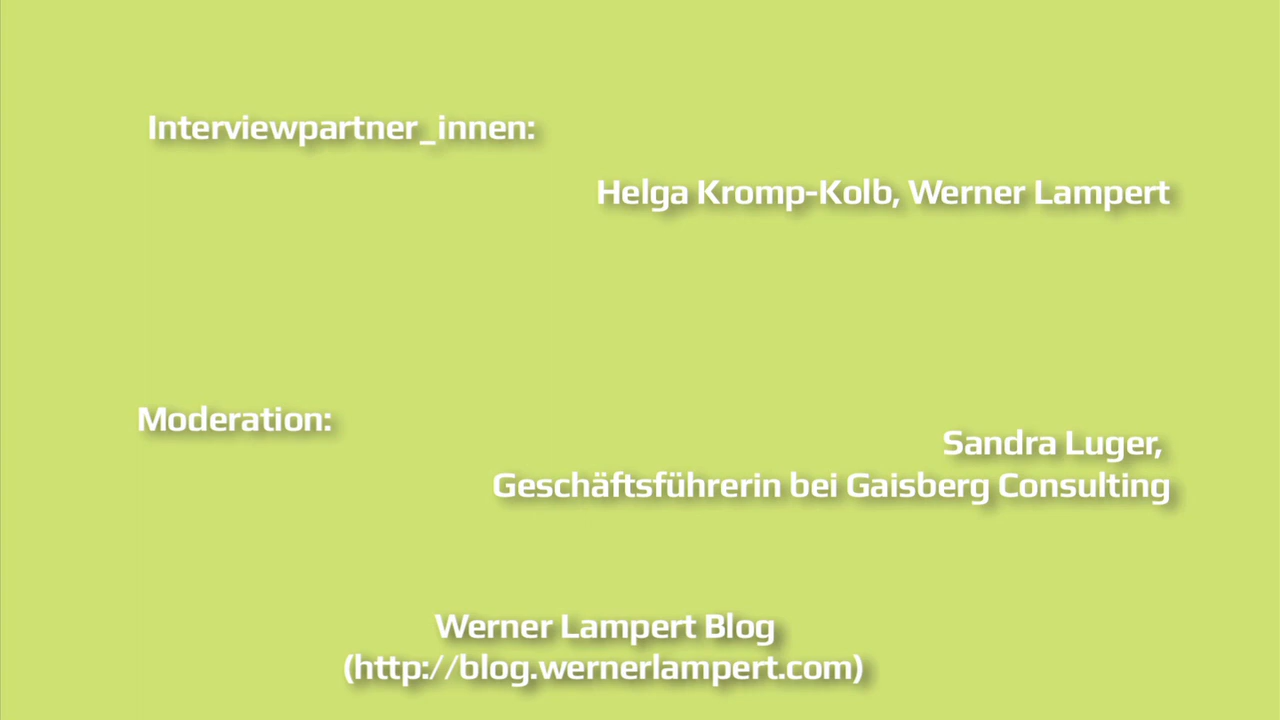 Interviewpartner_innen:
Helga Kromp-Kolb, Werner Lampert
Moderation:
Sandra Luger,
Geschäftsführerin bei Gaisberg Consulting
Werner Lampert Blog
(http://blog.wernerlampert.com)